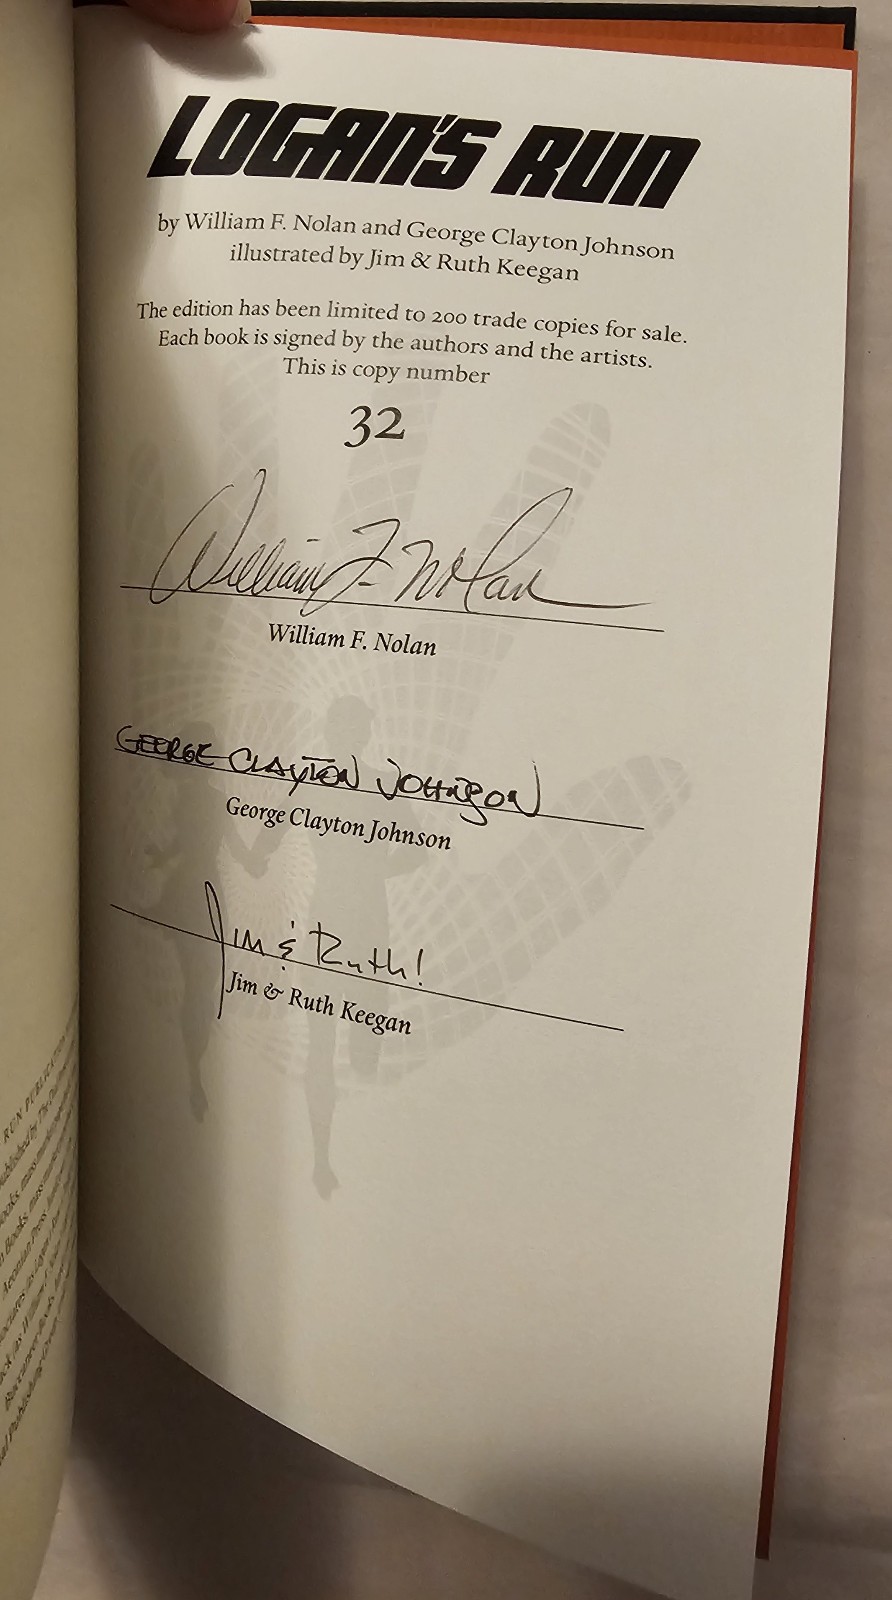 LOGAN'S RUN
by William F. Nolan and George Clayton Johnson
illustrated by Jim & Ruth Keegan
The edition has been limited to 200 trade copies for sale.
Each book is signed by the authors and the artists.
This is copy number
32
William F. Nolan
William F. Nolan
GEORGE CLAYTON JOHNSON
George Clayton Johnson
Jim & Ruth!
Jim & Ruth Keegan
RUN PUBLICATION